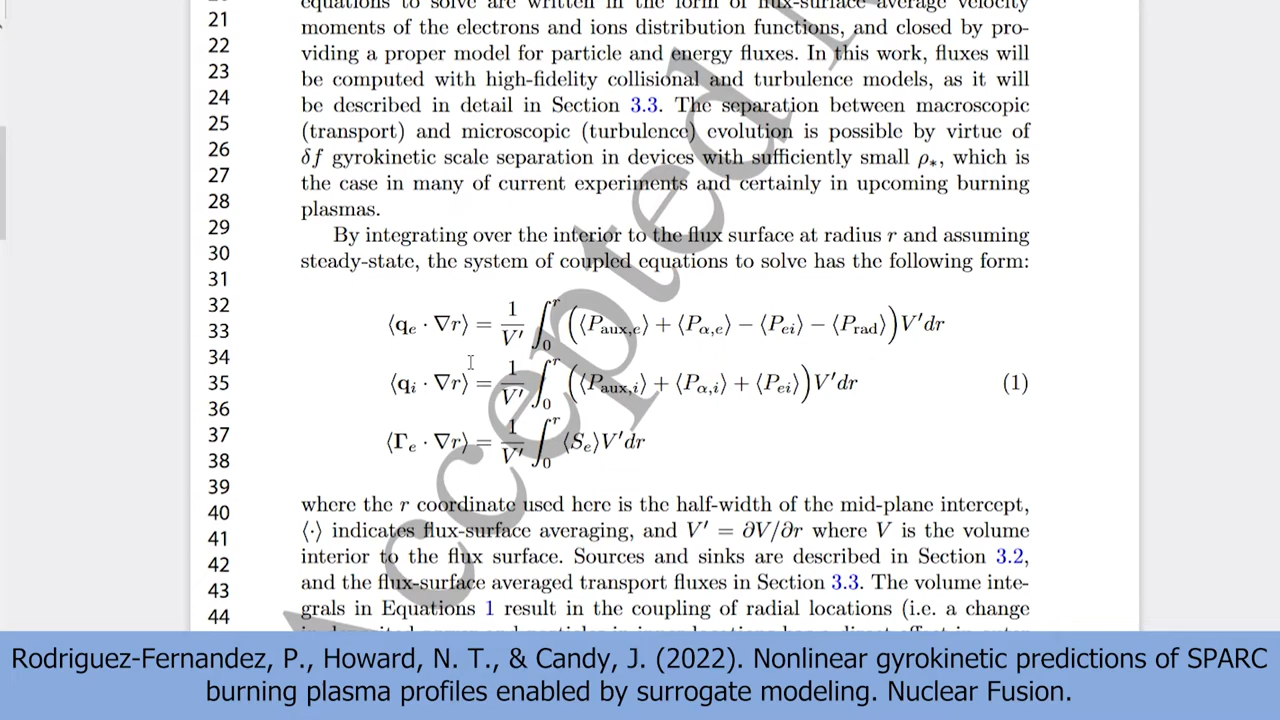 equations to solve are written in the form of flux-surface average velocity
21 moments of the electrons and ions distribution functions, and closed by pro-
22 viding a proper model for particle and energy fluxes. In this work, fluxes will
23 be computed with high-fidelity collisional and turbulence models, as it will
24 be described in detail in Section 3.3. The separation between macroscopic
25 (transport) and microscopic (turbulence) evolution is possible by virtue of
26 δf gyrokinetic scale separation in devices with sufficiently small ρ∗, which is
27 the case in many of current experiments and certainly in upcoming burning
28 plasmas.
29 By integrating over the interior to the flux surface at radius r and assuming
30 steady-state, the system of coupled equations to solve has the following form:
31
32
33 ⟨q_e · ∇r⟩ = 1/V′ ∫_0^r (⟨P_aux,e⟩ + ⟨P_α,e⟩ − ⟨P_ei⟩ − ⟨P_rad⟩) V′dr
34
35 ⟨q_i · ∇r⟩ = 1/V′ ∫_0^r (⟨P_aux,i⟩ + ⟨P_α,i⟩ + ⟨P_ei⟩) V′dr (1)
36
37 ⟨Γ_e · ∇r⟩ = 1/V′ ∫_0^r ⟨S_e⟩V′dr
38
39
40 where the r coordinate used here is the half-width of the mid-plane intercept,
41 ⟨·⟩ indicates flux-surface averaging, and V′ = ∂V/∂r where V is the volume
42 interior to the flux surface. Sources and sinks are described in Section 3.2,
43 and the flux-surface averaged transport fluxes in Section 3.3. The volume inte-
44 grals in Equations 1 result in the coupling of radial locations (i.e. a change
Accepted
Rodriguez-Fernandez, P., Howard, N. T., & Candy, J. (2022). Nonlinear gyrokinetic predictions of SPARC
burning plasma profiles enabled by surrogate modeling. Nuclear Fusion.